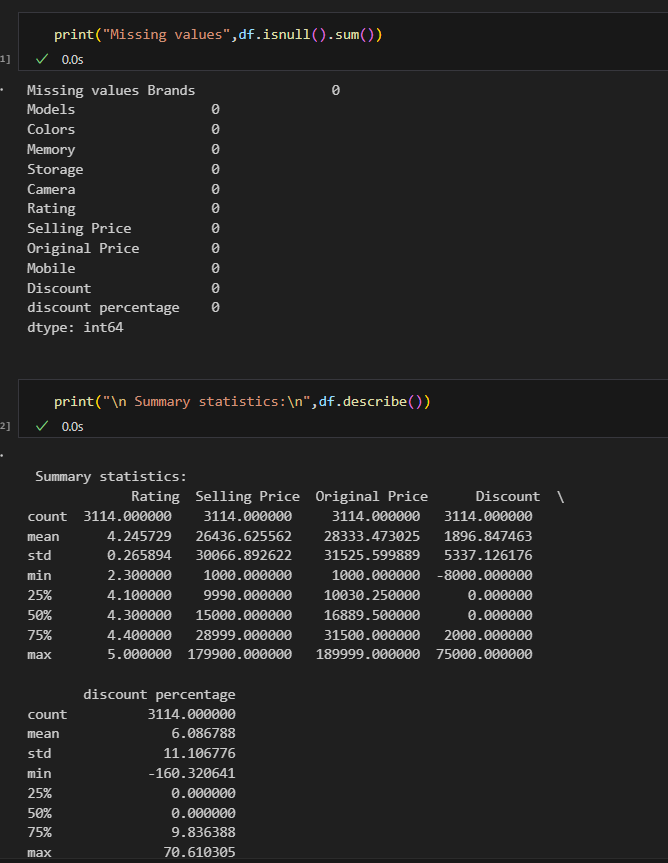 print("Missing values",df.isnull().sum())
1]
0.0s
Missing values Brands 0
Models 0
Colors 0
Memory 0
Storage 0
Camera 0
Rating 0
Selling Price 0
Original Price 0
Mobile 0
Discount 0
discount percentage 0
dtype: int64
print("\n Summary statistics:\n",df.describe())
2]
0.0s
Summary statistics:
Rating Selling Price Original Price Discount \
count 3114.000000 3114.000000 3114.000000 3114.000000
mean 4.245729 26436.625562 28333.473025 1896.847463
std 0.265894 30066.892622 31525.599889 5337.126176
min 2.300000 1000.000000 1000.000000 -8000.000000
25% 4.100000 9990.000000 10030.250000 0.000000
50% 4.300000 15000.000000 16889.500000 0.000000
75% 4.400000 28999.000000 31500.000000 2000.000000
max 5.000000 179900.000000 189999.000000 75000.000000
discount percentage
count 3114.000000
mean 6.086788
std 11.106776
min -160.320641
25% 0.000000
50% 0.000000
75% 9.836388
max 70.610305